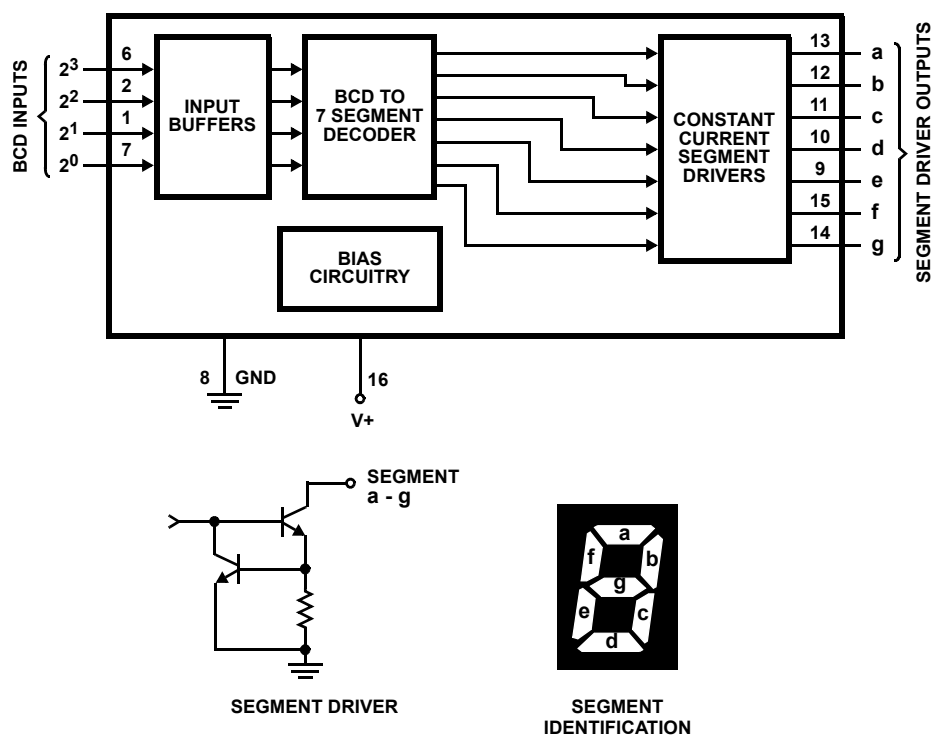 BCD INPUTS
2³
2²
2¹
2⁰
6
2
1
7
INPUT
BUFFERS
BCD TO
7 SEGMENT
DECODER
CONSTANT
CURRENT
SEGMENT
DRIVERS
13
12
11
10
9
15
14
a
b
c
d
e
f
g
SEGMENT DRIVER OUTPUTS
BIAS
CIRCUITRY
8 GND
16
V+
SEGMENT
a - g
SEGMENT DRIVER
a
f
b
g
e
c
d
SEGMENT
IDENTIFICATION